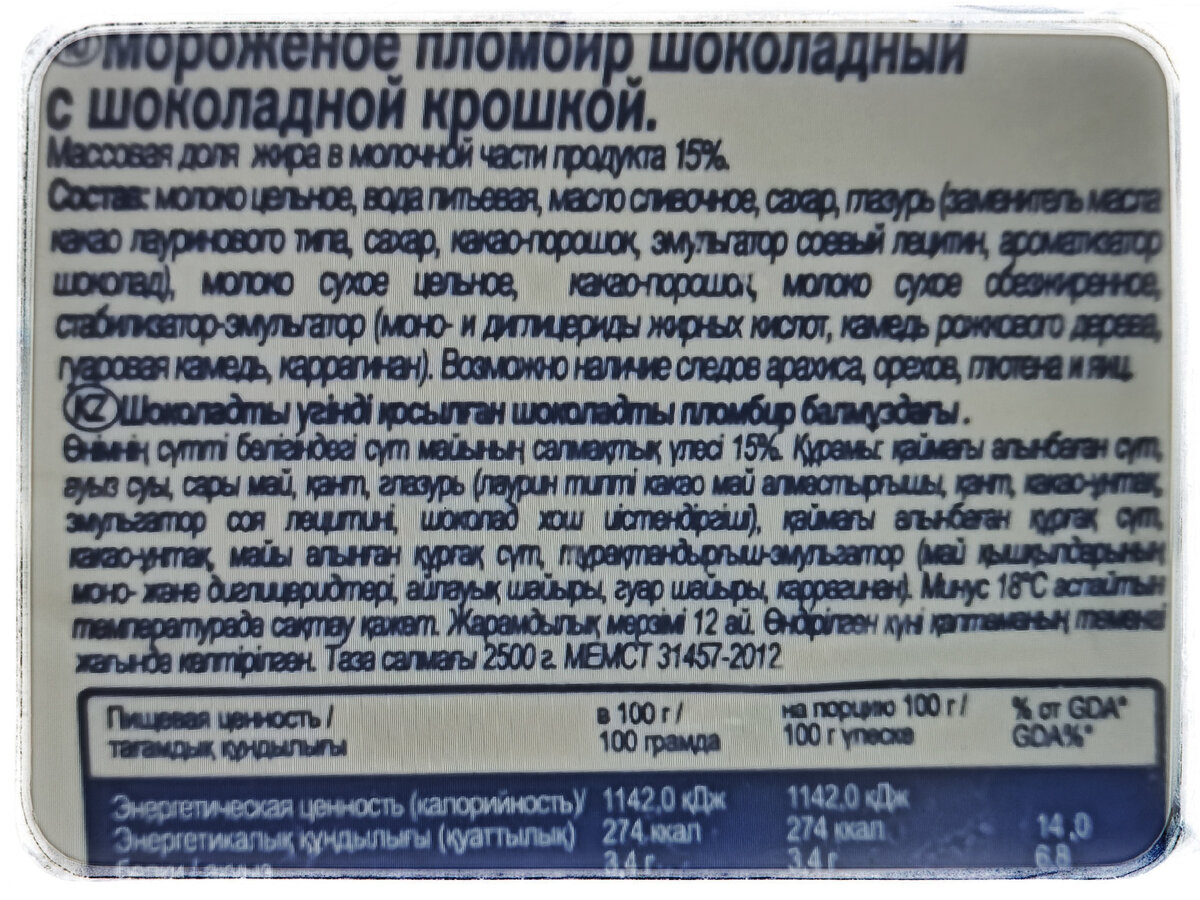 мороженое пломбир шоколадный
с шоколадной крошкой.
Массовая доля жира в молочной части продукта 15%.
Состав: молоко цельное, вода питьевая, масло сливочное, сахар, глазурь (заменитель масла
какао лауринового типа, сахар, какао-порошок, эмульгатор соевый лецитин, ароматизатор
шоколад), молоко сухое цельное, какао-порошок, молоко сухое обезжиренное,
стабилизатор-эмульгатор (моно- и диглицериды жирных кислот, камедь рожкового дерева,
гуаровая камедь, каррагинан). Возможно наличие следов арахиса, орехов, глютена и яиц.
KZ Шоколадты үгінді қосылған шоколадты пломбир балмұздағы.
Өнімнің сүтті бөлігіндегі сүт майының салмақтық үлесі 15%. Құрамы: қаймағы алынбаған сүт,
ауыз суы, сары май, қант, глазурь (лаурин типті какао май алмастырғышы, қант, какао-ұнтақ,
эмульгатор соя лецитині, шоколад хош иістендіргіші), қаймағы алынбаған құрғақ сүт,
какао-ұнтақ, майы алынған құрғақ сүт, тұрақтандырғыш-эмульгатор (май қышқылдарының
моно- және диглицеридтері, шайыры, гуар шайыры, каррагинан). Минус 18°С аспайтын
температурада сақтау қажет. Жарамдылық мерзімі 12 ай. Өндірілген күні қаптаманың төменгі
жағында келтірілген. Таза салмағы 2500 г. МЕМСТ 31457-2012
Пищевая ценность / в 100 г / на порцию 100 г / % от GDA*
тағамдық құндылығы 100 грамда 100 г үлеске GDA%*
Энергетическая ценность (калорийность)/ 1142.0 кДж 1142.0 кДж
Энергетикалық құндылығы (қуаттылық) 274 ккал 274 ккал 14,0
Белки / 3,4 г 3,4 г 6,8